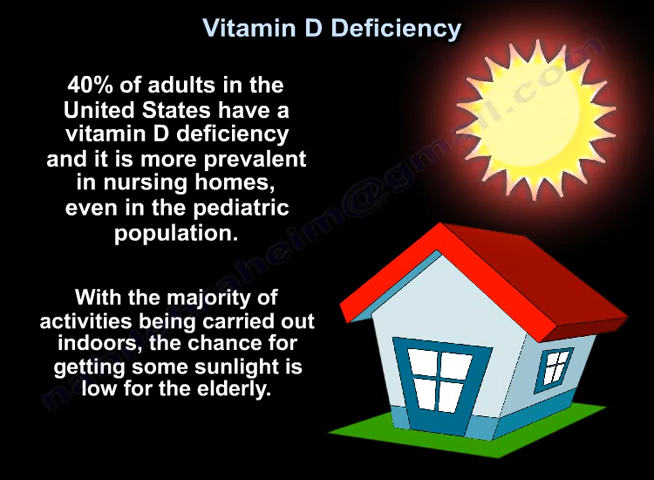 Vitamin D Deficiency
40% of adults in the
United States have a
vitamin D deficiency
and it is more prevalent
in nursing homes,
even in the pediatric
population.
With the majority of
activities being carried out
indoors, the chance for
getting some sunlight is
low for the elderly.